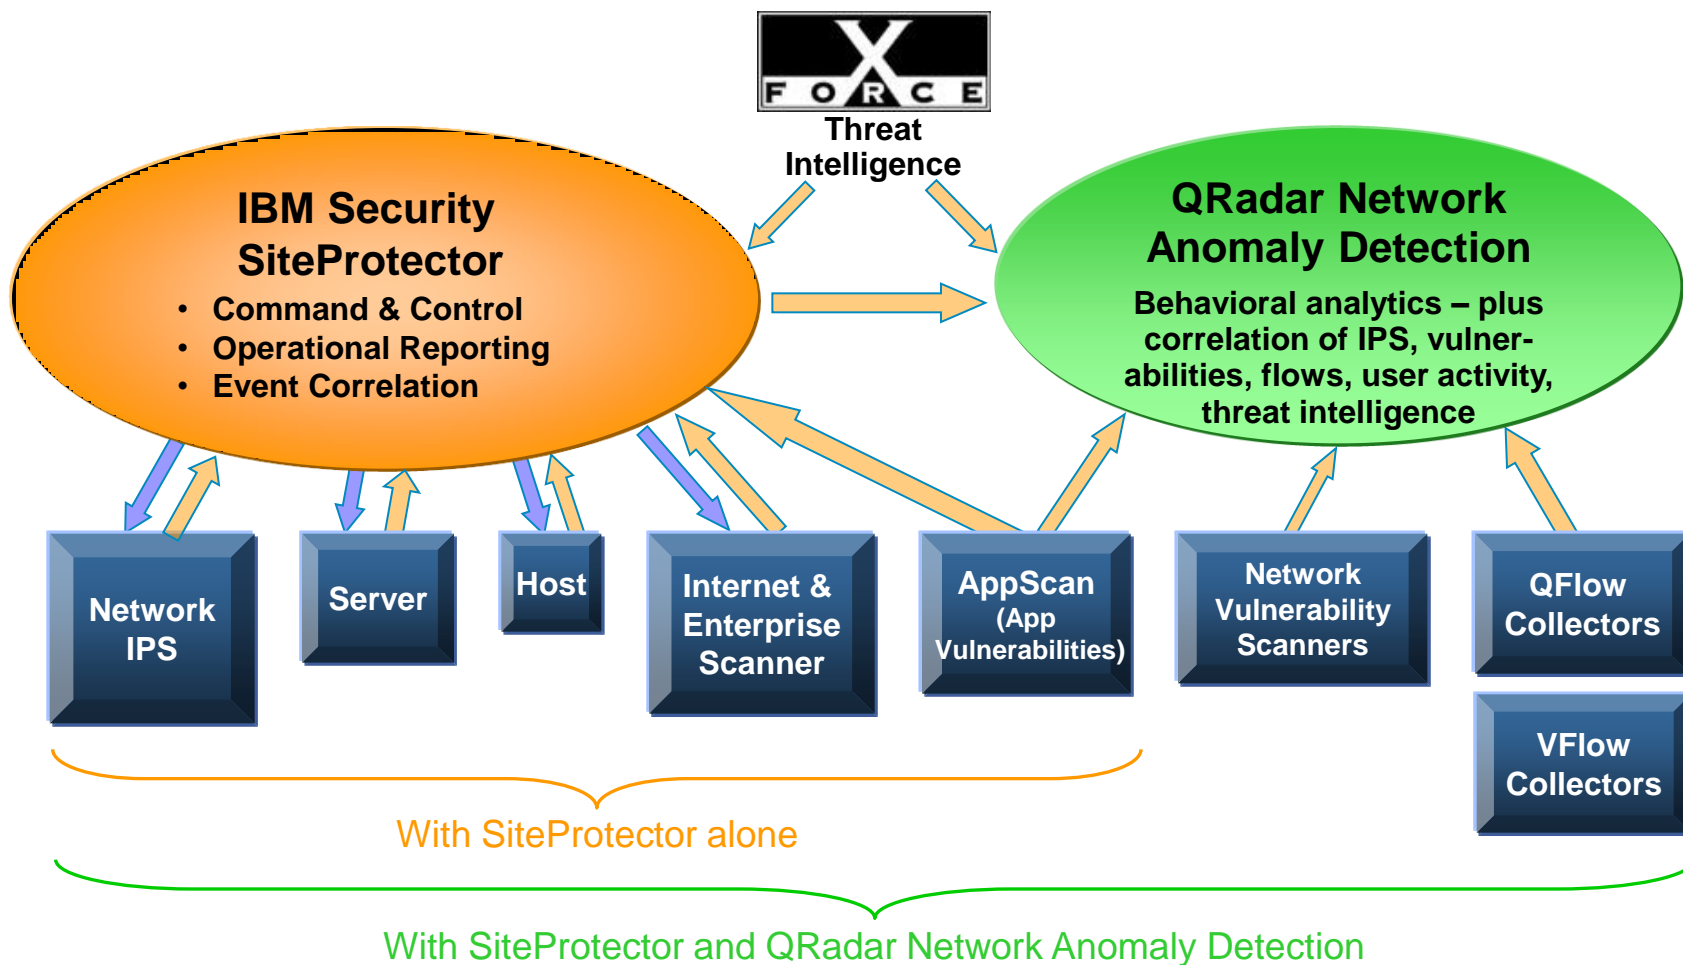 X
FORCE
Threat
Intelligence
IBM Security
SiteProtector
• Command & Control
• Operational Reporting
• Event Correlation
QRadar Network
Anomaly Detection
Behavioral analytics – plus
correlation of IPS, vulner-
abilities, flows, user activity,
threat intelligence
Network
IPS
Server
Host
Internet &
Enterprise
Scanner
AppScan
(App
Vulnerabilities)
Network
Vulnerability
Scanners
QFlow
Collectors
VFlow
Collectors
With SiteProtector alone
With SiteProtector and QRadar Network Anomaly Detection